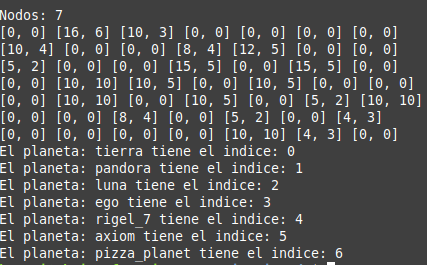 Nodos: 7
[0, 0] [16, 6] [10, 3] [0, 0] [0, 0] [0, 0] [0, 0]
[10, 4] [0, 0] [0, 0] [8, 4] [12, 5] [0, 0] [0, 0]
[5, 2] [0, 0] [0, 0] [15, 5] [0, 0] [15, 5] [0, 0]
[0, 0] [10, 10] [10, 5] [0, 0] [10, 5] [0, 0] [0, 0]
[0, 0] [10, 10] [0, 0] [10, 5] [0, 0] [5, 2] [10, 10]
[0, 0] [0, 0] [8, 4] [0, 0] [5, 2] [0, 0] [4, 3]
[0, 0] [0, 0] [0, 0] [0, 0] [10, 10] [4, 3] [0, 0]
El planeta: tierra tiene el indice: 0
El planeta: pandora tiene el indice: 1
El planeta: luna tiene el indice: 2
El planeta: ego tiene el indice: 3
El planeta: rigel_7 tiene el indice: 4
El planeta: axiom tiene el indice: 5
El planeta: pizza_planet tiene el indice: 6